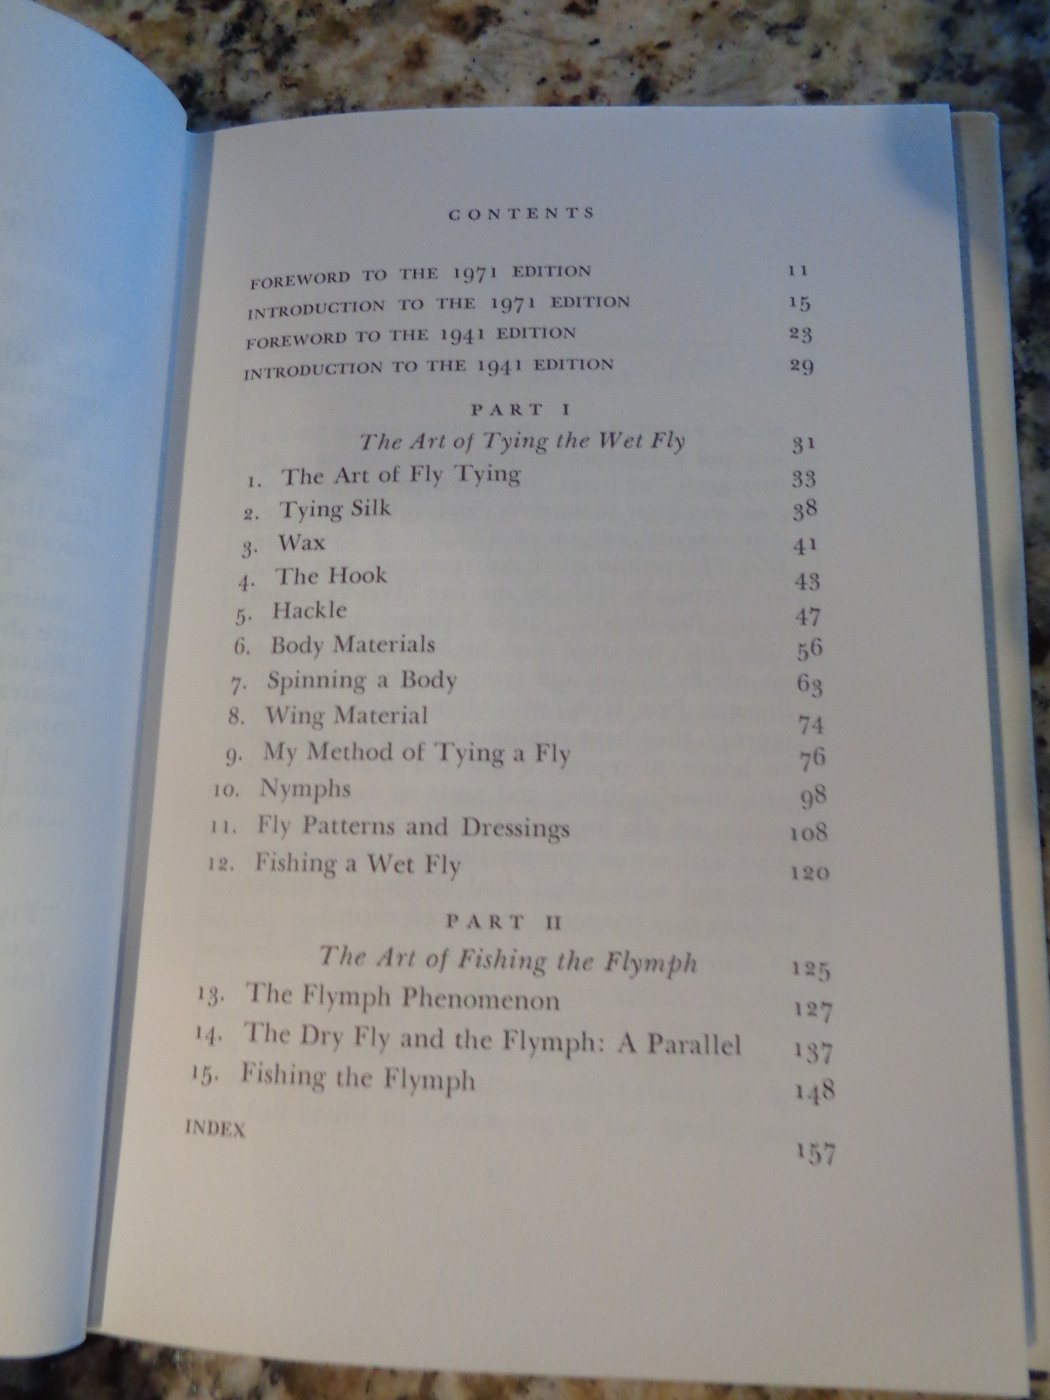 CONTENTS
FOREWORD TO THE 1971 EDITION 11
INTRODUCTION TO THE 1971 EDITION 15
FOREWORD TO THE 1941 EDITION 23
INTRODUCTION TO THE 1941 EDITION 29
PART I
The Art of Tying the Wet Fly 31
1. The Art of Fly Tying 33
2. Tying Silk 38
3. Wax 41
4. The Hook 43
5. Hackle 47
6. Body Materials 56
7. Spinning a Body 63
8. Wing Material 74
9. My Method of Tying a Fly 76
10. Nymphs 98
11. Fly Patterns and Dressings 108
12. Fishing a Wet Fly 120
PART II
The Art of Fishing the Flymph 125
13. The Flymph Phenomenon 127
14. The Dry Fly and the Flymph: A Parallel 137
15. Fishing the Flymph 148
INDEX 157